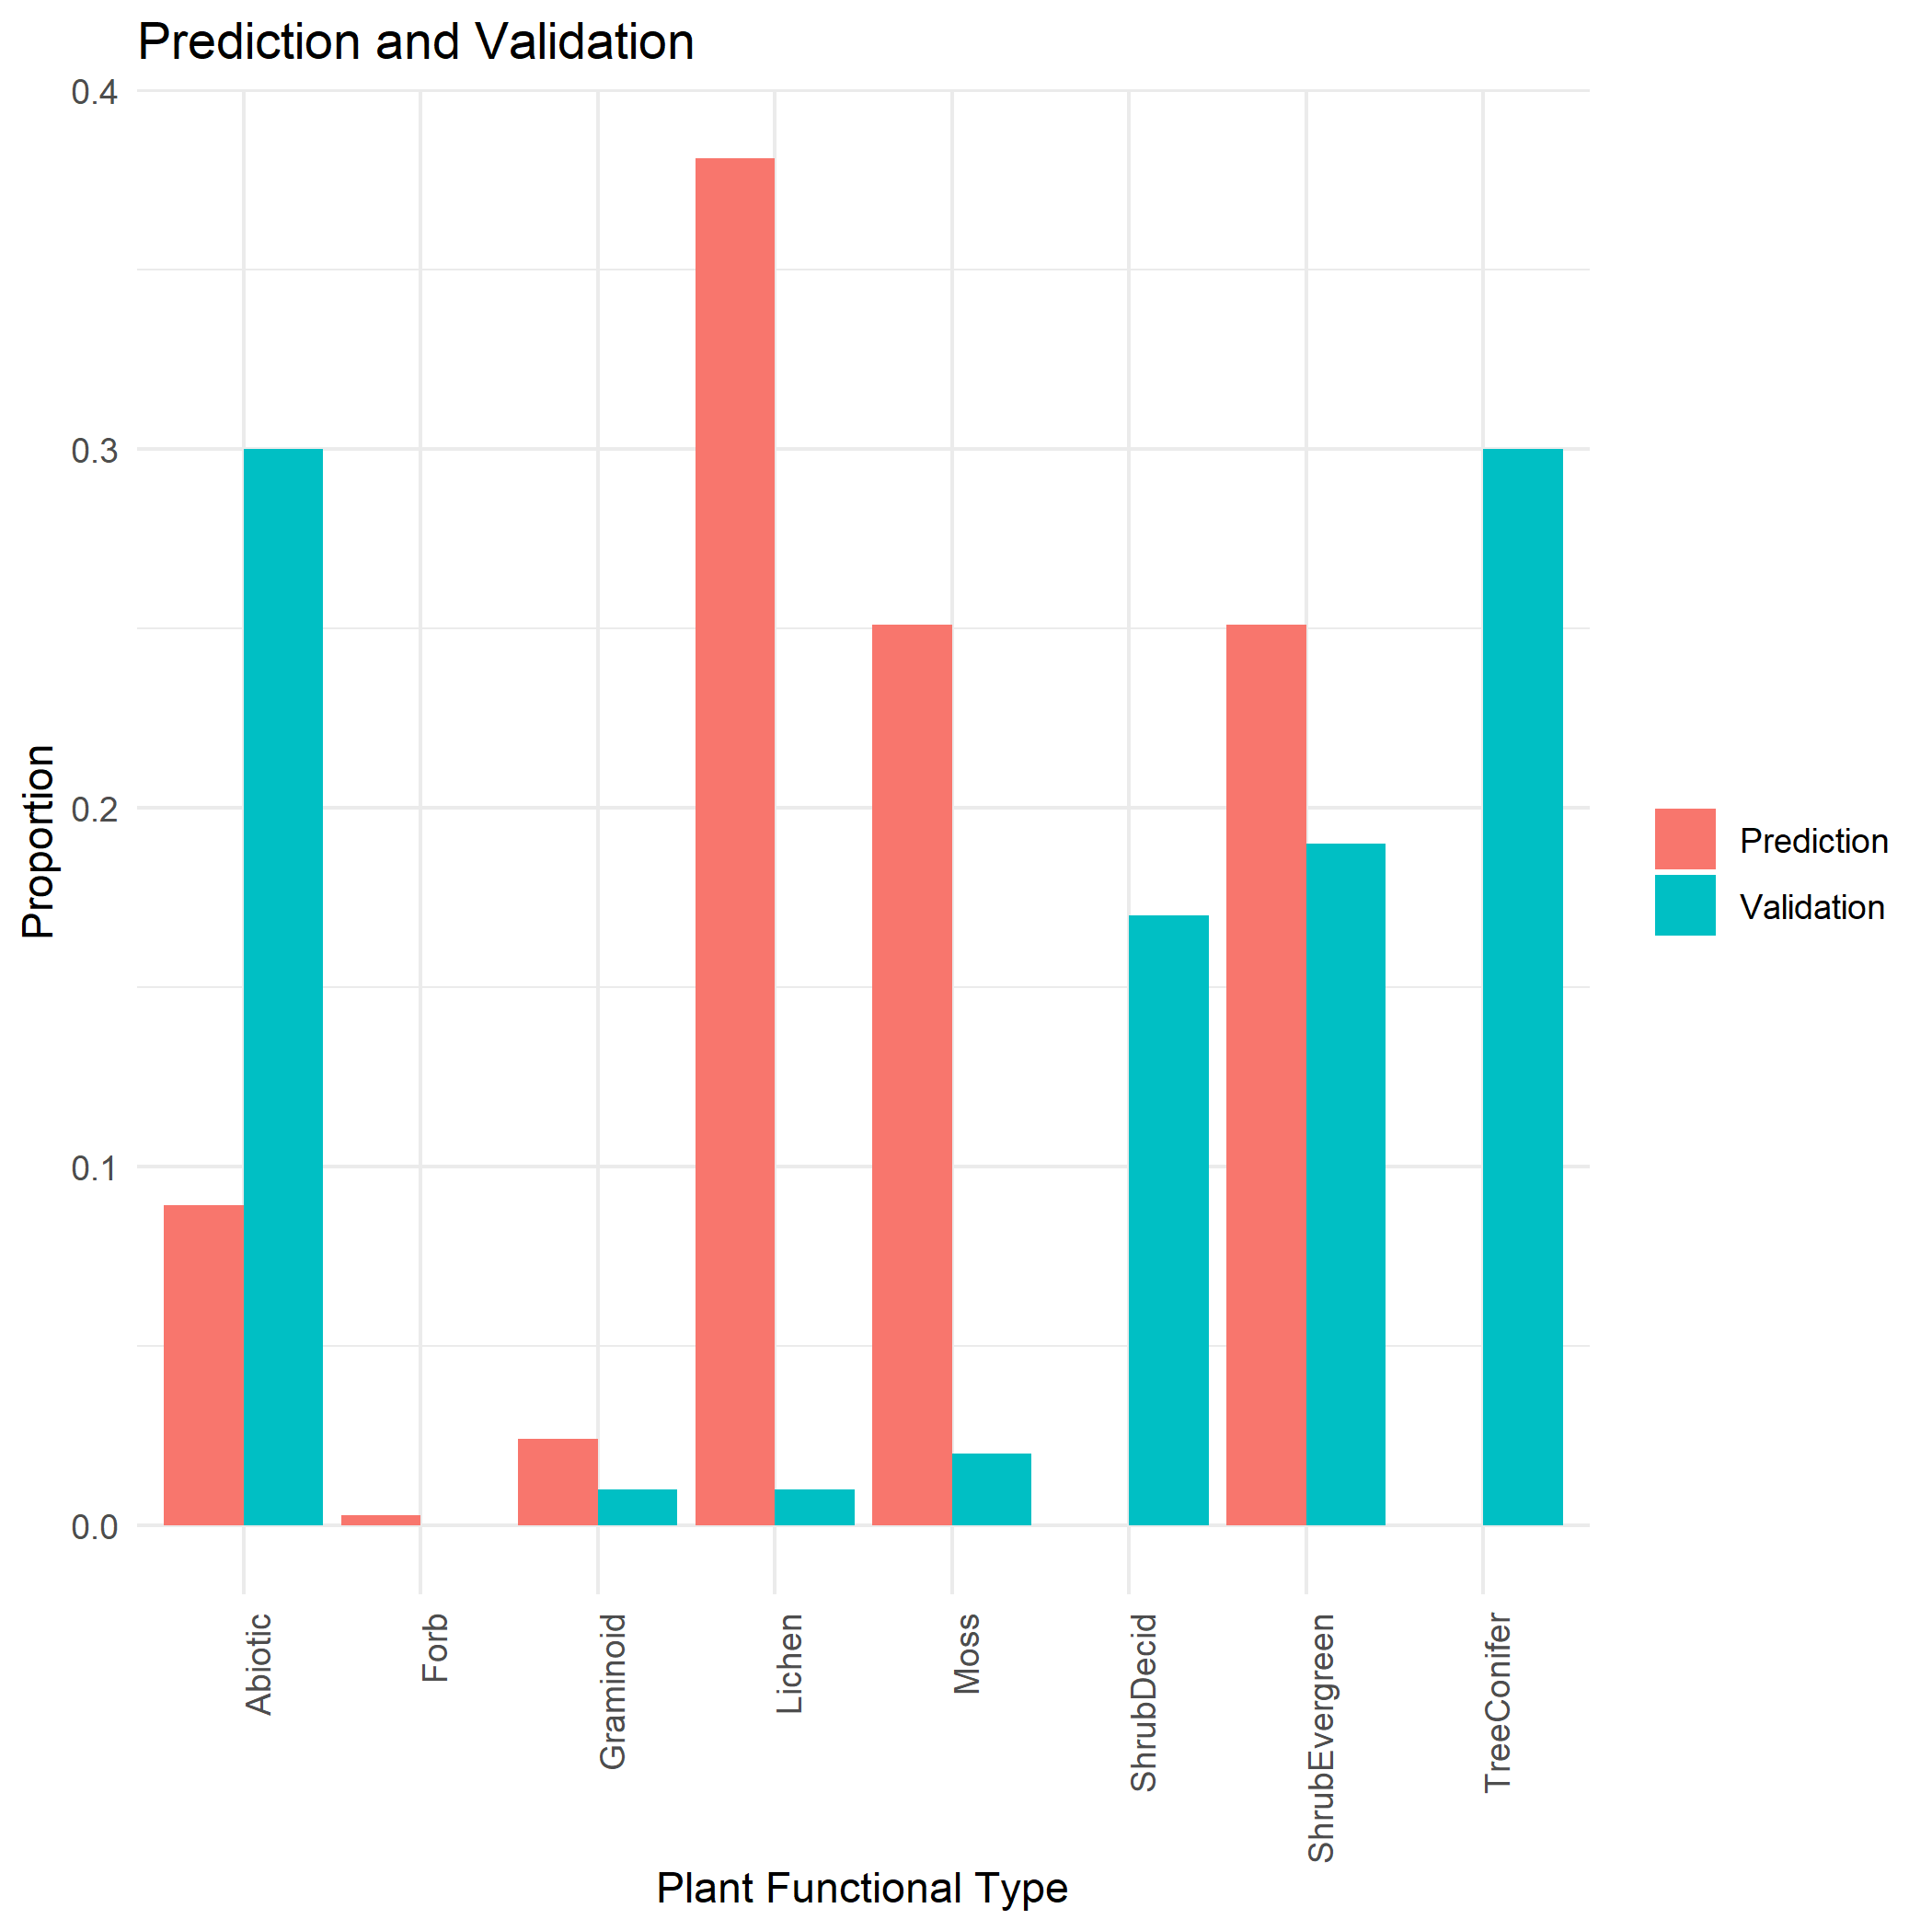 Prediction and Validation
0.4
0.3
0.2
0.1
0.0
Proportion
Abiotic
Forb
Graminoid
Lichen
Moss
ShrubDecid
ShrubEvergreen
TreeConifer
Plant Functional Type
Prediction
Validation